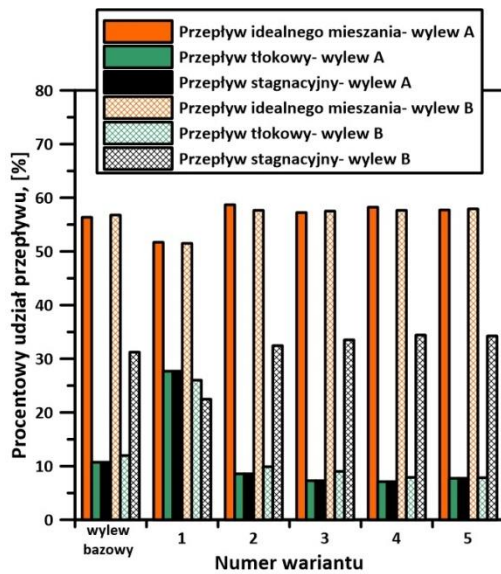 Przepływ idealnego mieszania- wylew A
Przepływ tłokowy- wylew A
Przepływ stagnacyjny- wylew A
Przepływ idealnego mieszania- wylew B
Przepływ tłokowy- wylew B
Przepływ stagnacyjny- wylew B
Procentowy udział przepływu, [%]
80
70
60
50
40
30
20
10
0
wylew
bazowy
1
2
3
4
5
Numer wariantu